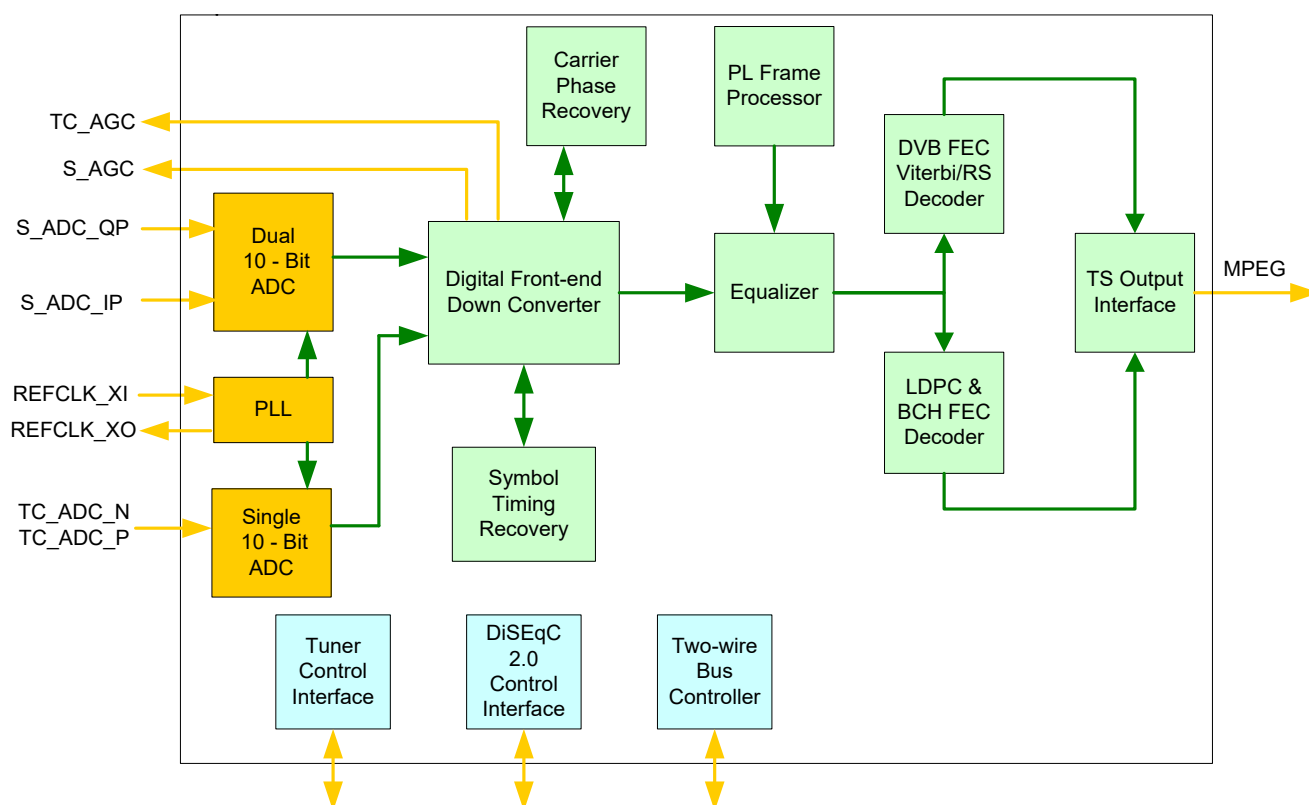 Carrier
Phase
Recovery
PL Frame
Processor
TC_AGC
S_AGC
DVB FEC
Viterbi/RS
Decoder
S_ADC_QP
S_ADC_IP
Dual
10 - Bit
ADC
Digital Front-end
Down Converter
Equalizer
TS Output
Interface
MPEG
REFCLK_XI
REFCLK_XO
PLL
LDPC &
BCH FEC
Decoder
TC_ADC_N
TC_ADC_P
Single
10 - Bit
ADC
Symbol
Timing
Recovery
Tuner
Control
Interface
DiSEqC
2.0
Control
Interface
Two-wire
Bus
Controller